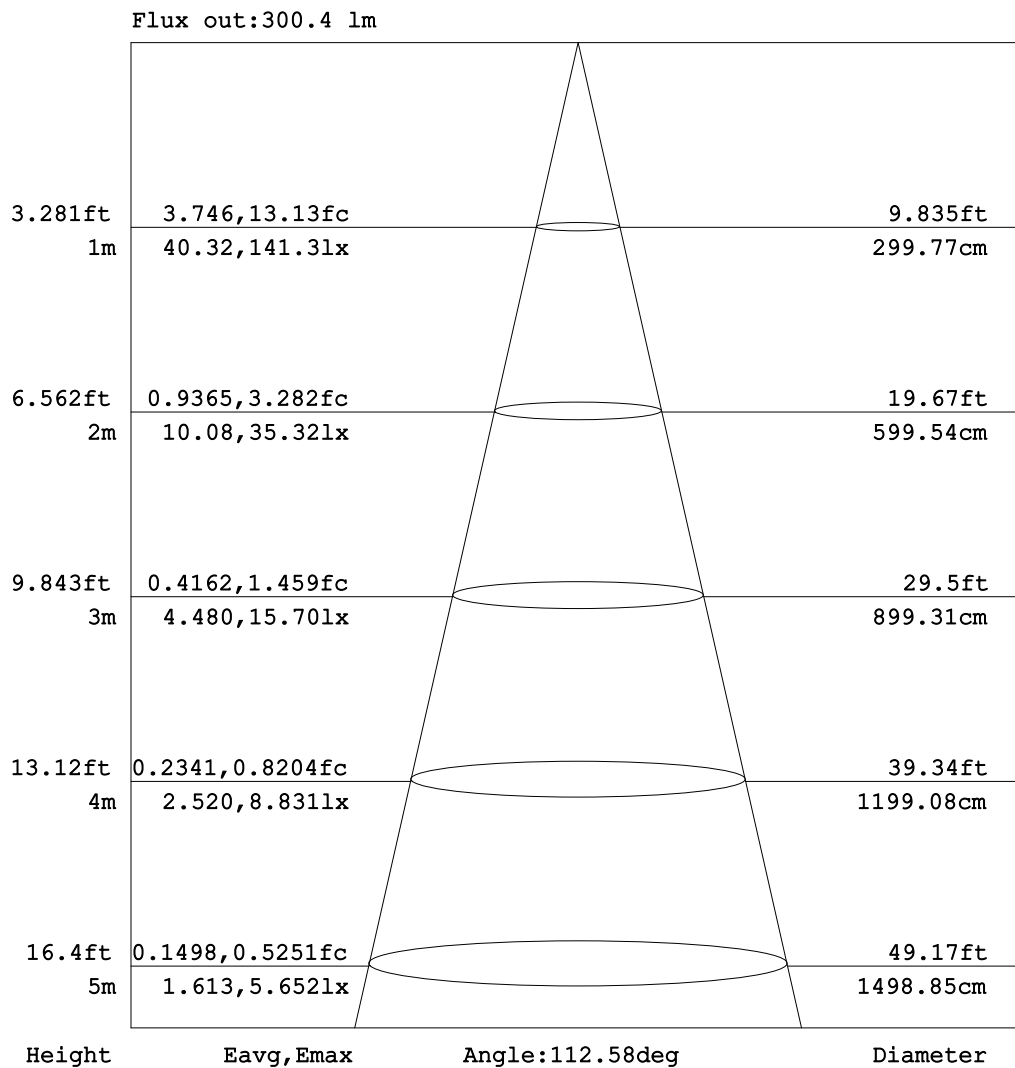 Flux out:300.4 lm
3.281ft 3.746,13.13fc 9.835ft
1m 40.32,141.3lx 299.77cm
6.562ft 0.9365,3.282fc 19.67ft
2m 10.08,35.32lx 599.54cm
9.843ft 0.4162,1.459fc 29.5ft
3m 4.480,15.70lx 899.31cm
13.12ft 0.2341,0.8204fc 39.34ft
4m 2.520,8.831lx 1199.08cm
16.4ft 0.1498,0.5251fc 49.17ft
5m 1.613,5.652lx 1498.85cm
Height Eavg,Emax Angle:112.58deg Diameter